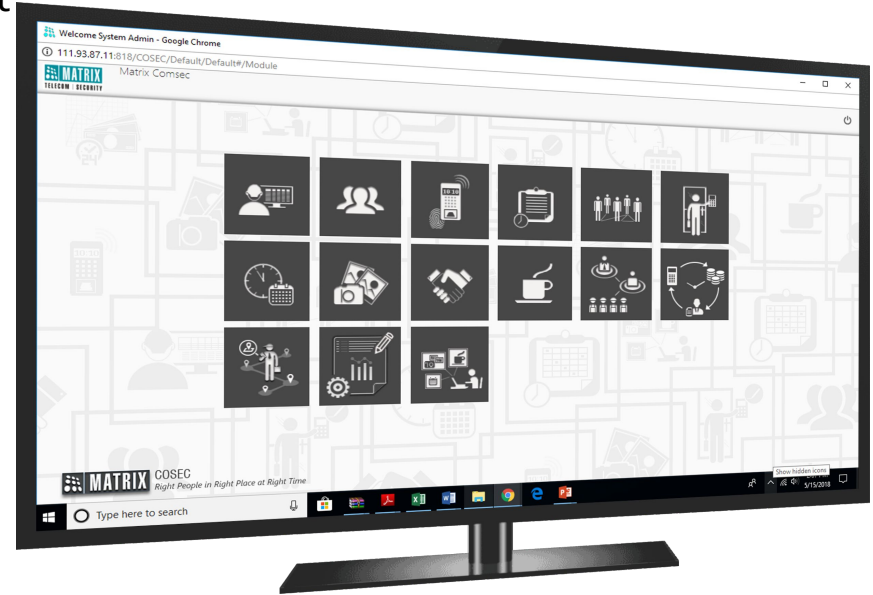 t
Welcome System Admin - Google Chrome
111.93.87.11:818/COSEC/Default/Default#/Module
MATRIX
TELECOM | SECURITY
Matrix Comsec
24
MATRIX
COSEC
Right People in Right Place at Right Time
Type here to search
Show hidden icons
5/15/2018